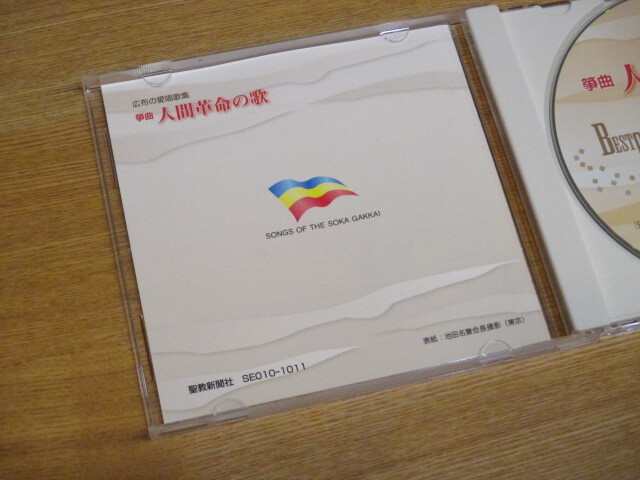 広布の愛唱歌集
箏曲 人間革命の歌
SONGS OF THE SOKA GAKKAI
表紙：池田名誉会長撮影（東京）
聖教新聞社 SE010-1011
箏曲 人
BEST